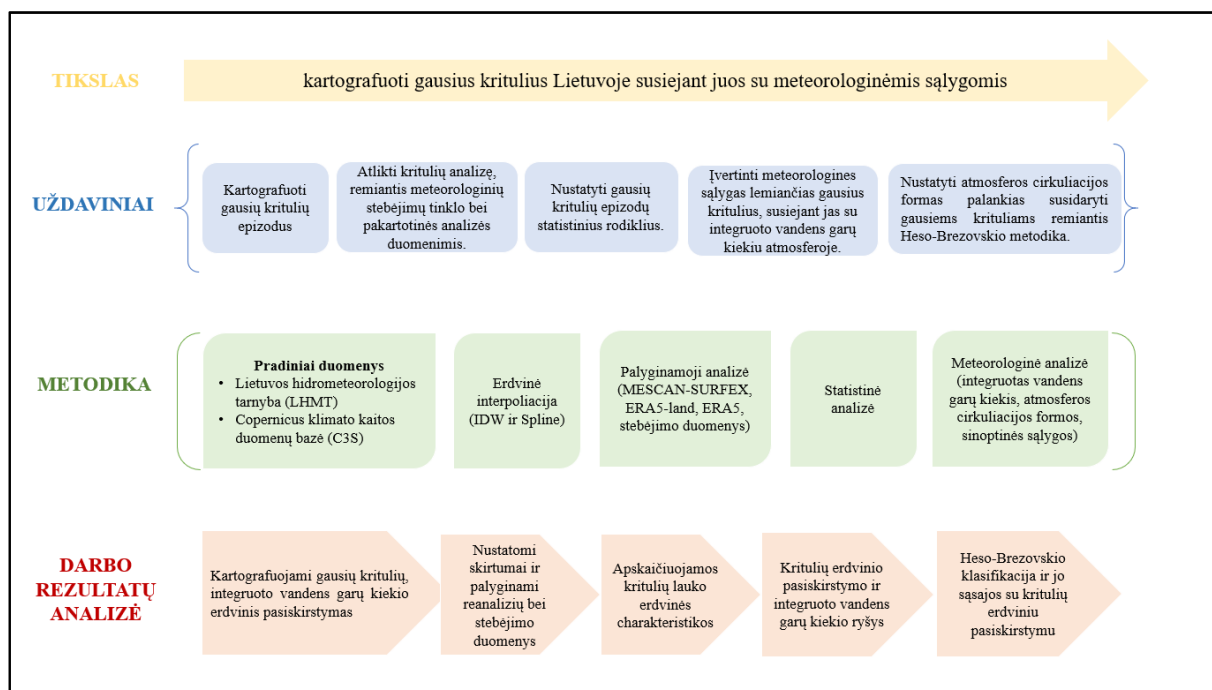 TIKSLAS
kartografuoti gausius kritulius Lietuvoje susiejant juos su meteorologinėmis sąlygomis
UŽDAVINIAI
Kartografuoti
gausių kritulių
epizodus
Atlikti kritulių analizę,
remiantis meteorologinių
stebėjimų tinklo bei
pakartotinės analizės
duomenimis.
Nustatyti gausių
kritulių epizodų
statistinius rodiklius.
Įvertinti meteorologines
sąlygas lemiančias gausius
kritulius, susiejant jas su
integruoto vandens garų
kiekiu atmosferoje.
Nustatyti atmosferos cirkuliacijos
formas palankias susidaryti
gausiems krituliams remiantis
Heso-Brezovskio metodika.
METODIKA
Pradiniai duomenys
• Lietuvos hidrometeorologijos
tarnyba (LHMT)
• Copernicus klimato kaitos
duomenų bazė (C3S)
Erdvinė
interpoliacija
(IDW ir Spline)
Palyginamoji analizė
(MESCAN-SURFEX,
ERA5-land, ERA5,
stebėjimo duomenys)
Statistinė
analizė
Meteorologinė analizė
(integruotas vandens
garų kiekis, atmosferos
cirkuliacijos formos,
sinoptinės sąlygos)
DARBO
REZULTATŲ
ANALIZĖ
Kartografuojami gausių kritulių,
integruoto vandens garų kiekio
erdvinis pasiskirstymas
Nustatomi
skirtumai ir
palyginami
reanalizių bei
stebėjimo
duomenys
Apskaičiuojamos
kritulių lauko
erdvinės
charakteristikos
Kritulių erdvinio
pasiskirstymo ir
integruoto vandens
garų kiekio ryšys
Heso-Brezovskio
klasifikacija ir jo
sąsajos su kritulių
erdviniu
pasiskirstymu